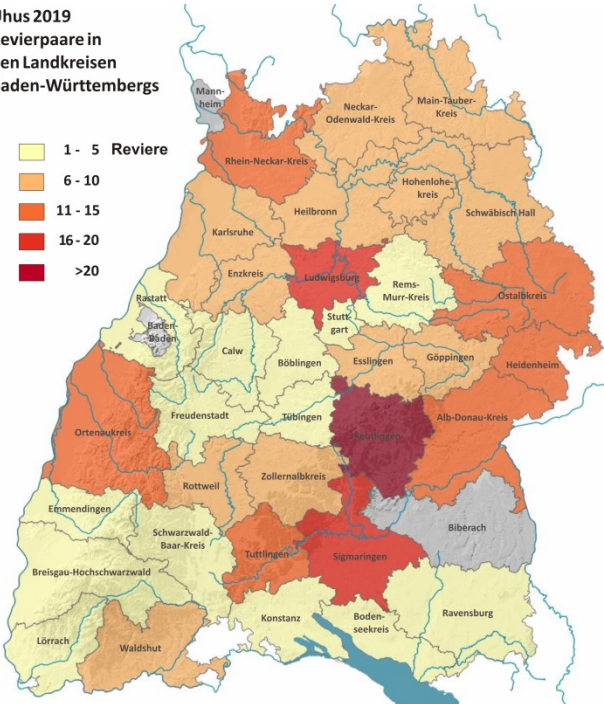 Uhus 2019
Revierpaare in
en Landkreisen
aden-Württembergs
1 - 5 Reviere
6 - 10
11 - 15
16 - 20
>20
Mann-
heim
Neckar-
Odenwald-Kreis
Main-Tauber-
Kreis
Rhein-Neckar-Kreis
Hohenlohe-
kreis
Heilbronn
Schwäbisch Hall
Karlsruhe
Enzkreis
Ludwigsburg
Rems-
Murr-Kreis
Ostalbkreis
Rastatt
Baden-
Baden
Stutt-
gart
Calw
Böblingen
Esslingen
Göppingen
Heidenheim
Freudenstadt
Tübingen
Reutlingen
Alb-Donau-Kreis
Ortenaukreis
Rottweil
Zollernalbkreis
Emmendingen
Schwarzwald-
Baar-Kreis
Tuttlingen
Sigmaringen
Biberach
Breisgau-Hochschwarzwald
Konstanz
Boden-
seekreis
Ravensburg
Lörrach
Waldshut